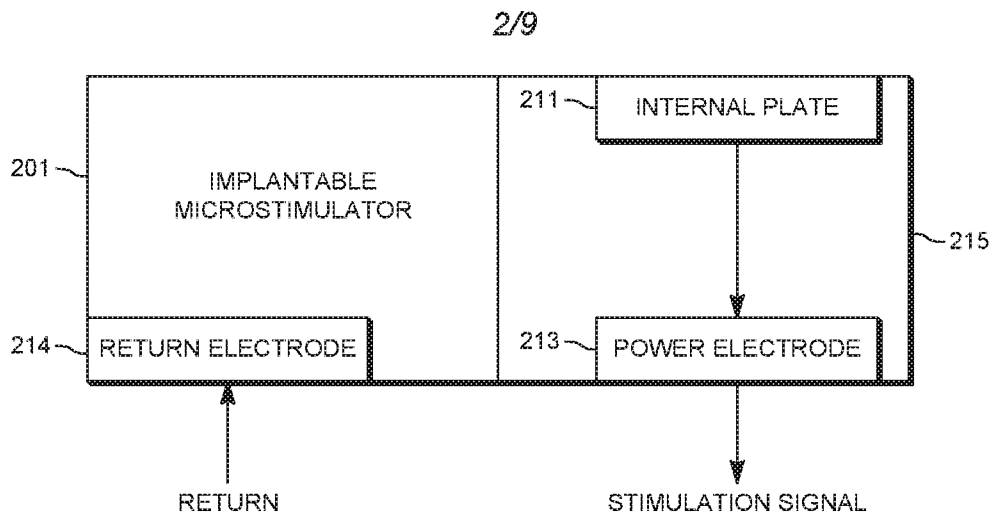 2/9
211
INTERNAL PLATE
201
IMPLANTABLE
MICROSTIMULATOR
215
214
RETURN ELECTRODE
213
POWER ELECTRODE
RETURN
STIMULATION SIGNAL